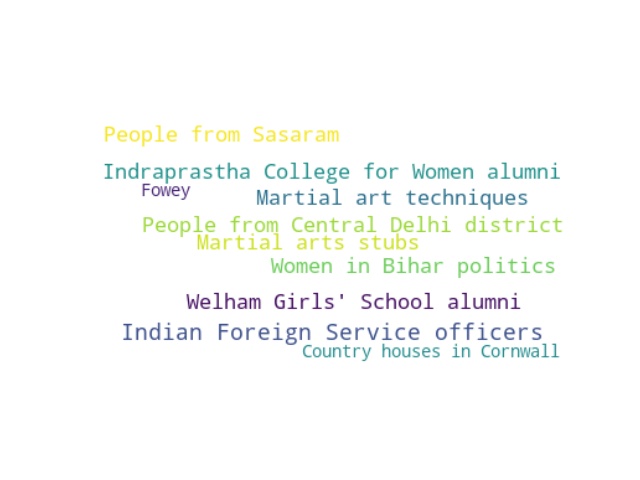 People from Sasaram
Indraprastha College for Women alumni
Fowey
Martial art techniques
People from Central Delhi district
Martial arts stubs
Women in Bihar politics
Welham Girls' School alumni
Indian Foreign Service officers
Country houses in Cornwall